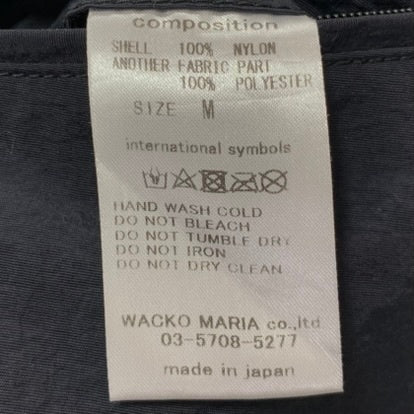 composition
SHELL 100% NYLON
ANOTHER FABRIC PART
100% POLYESTER
SIZE M
international symbols
HAND WASH COLD
DO NOT BLEACH
DO NOT TUMBLE DRY
DO NOT IRON
DO NOT DRY CLEAN
WACKO MARIA co.,ltd
03-5708-5277
made in japan